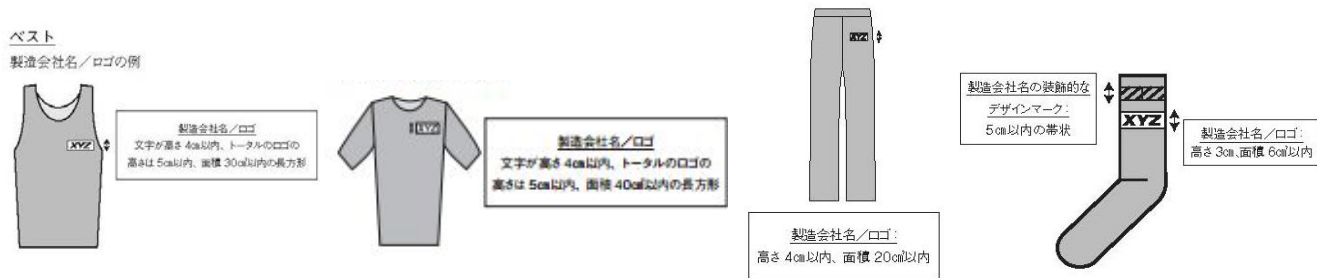 ベスト
製造会社名／ロゴの例
XYZ
製造会社名／ロゴ
文字が高さ 4㎝以内、トータルのロゴの
高さは 5㎝以内、面積 30㎠以内の長方形
XYZ
製造会社名／ロゴ
文字が高さ 4㎝以内、トータルのロゴの
高さは 5㎝以内、面積 40㎠以内の長方形
XYZ
製造会社名／ロゴ：
高さ 4㎝以内、面積 20㎠以内
製造会社名の装飾的な
デザインマーク：
5㎝以内の帯状
XYZ
製造会社名／ロゴ：
高さ 3㎝、面積 6㎠以内